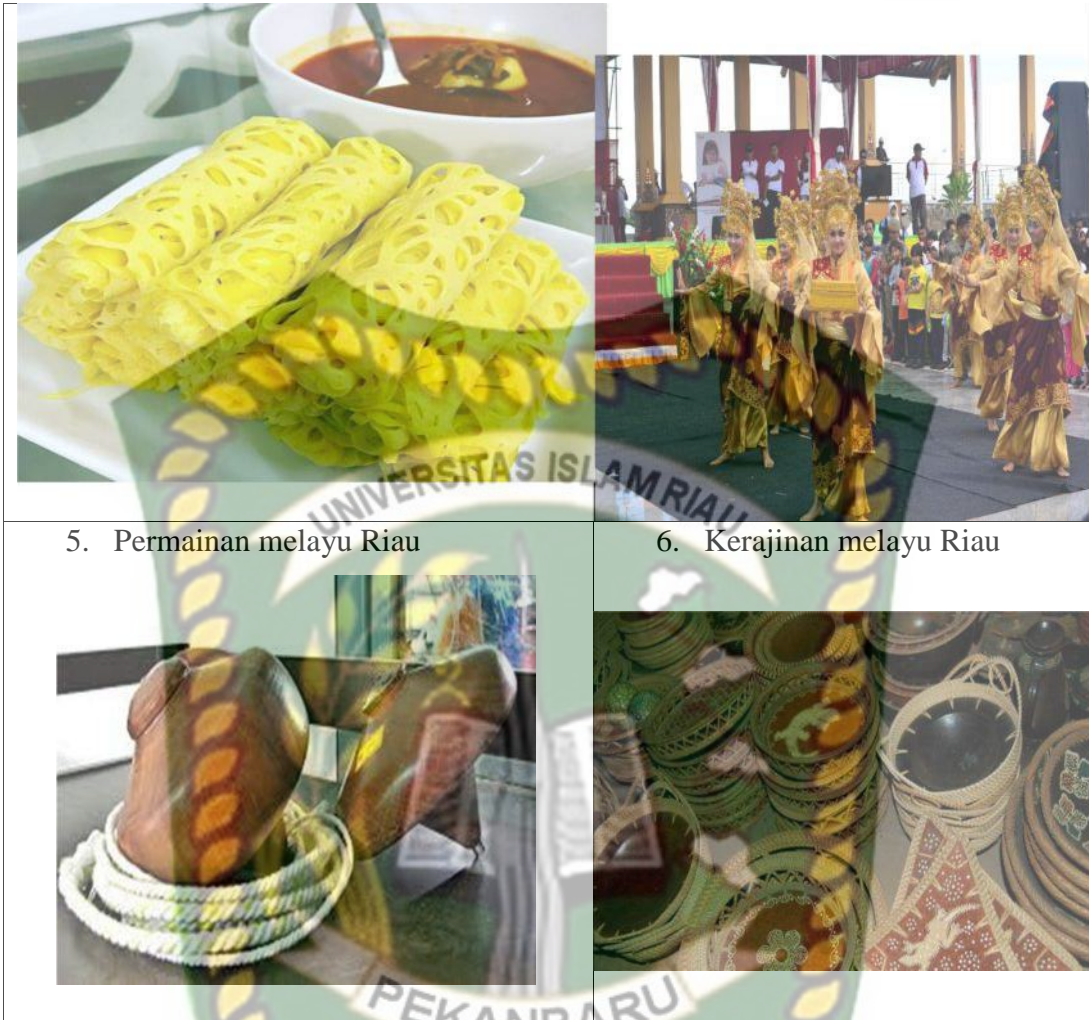 UNIVERSITAS ISLAM RIAU
5. Permainan melayu Riau
6. Kerajinan melayu Riau
PEKANBARU